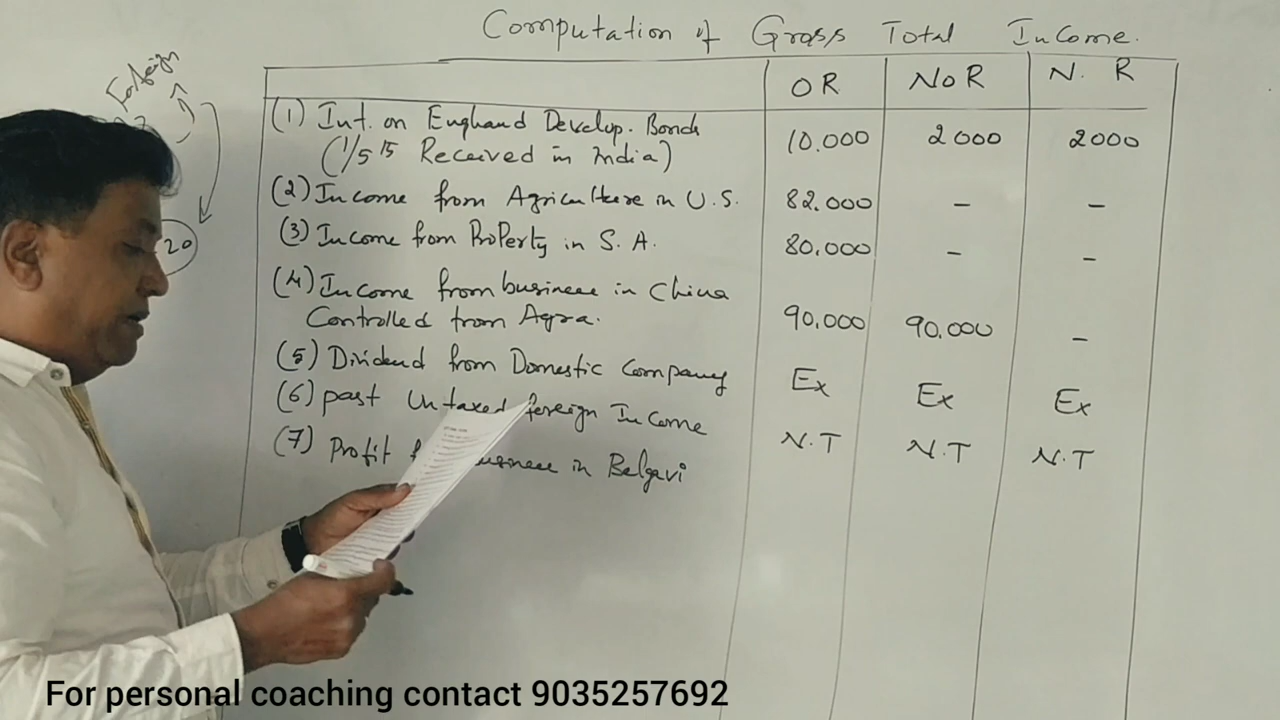 Computation of Gross Total Income.
OR NOR N. R
(1) Int. on England Develop. Bonds
(1/5 15 Received in India) 10.000 2000 2000
(2) Income from Agriculture in U.S. 82.000 - -
(3) Income from Property in S. A. 80.000 - -
(4) Income from business in China
Controlled from Agra. 90.000 90.000 -
(5) Dividend from Domestic Company Ex Ex Ex
(6) Past Untaxed foreign Income N.T N.T N.T
(7) Profit business in Belgavi
Foreign
20
For personal coaching contact 9035257692